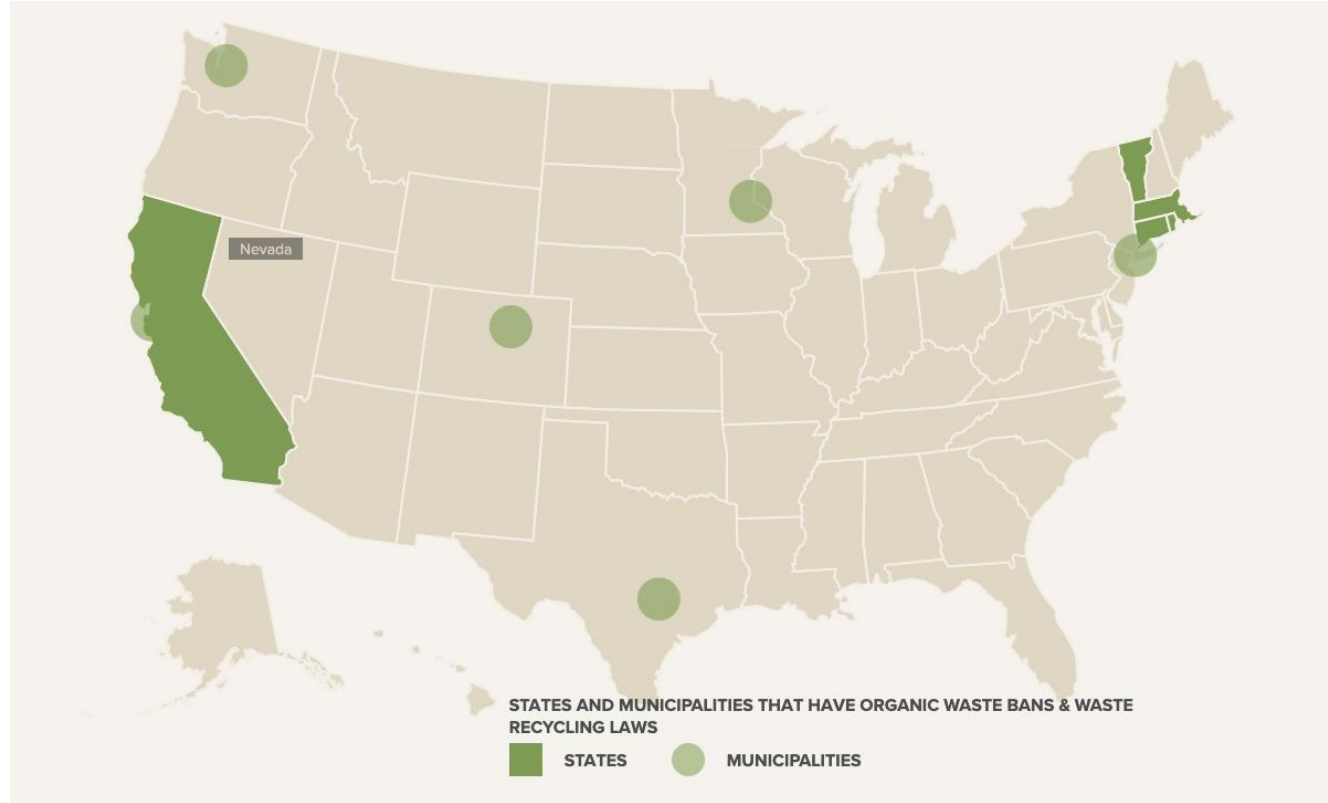 Nevada
STATES AND MUNICIPALITIES THAT HAVE ORGANIC WASTE BANS & WASTE
RECYCLING LAWS
STATES
MUNICIPALITIES